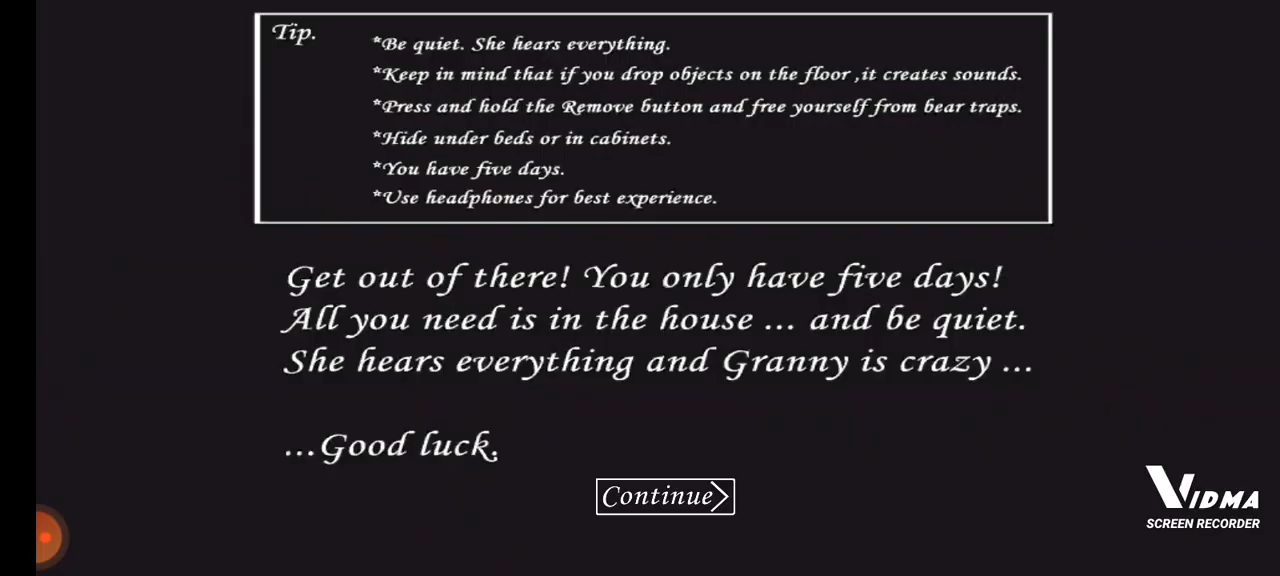 Tip.
*Be quiet. She hears everything.
*Keep in mind that if you drop objects on the floor ,it creates sounds.
*Press and hold the Remove button and free yourself from bear traps.
*Hide under beds or in cabinets.
*You have five days.
*Use headphones for best experience.
Get out of there! You only have five days!
All you need is in the house ... and be quiet.
She hears everything and Granny is crazy ...
...Good luck.
Continue
VIDMA
SCREEN RECORDER